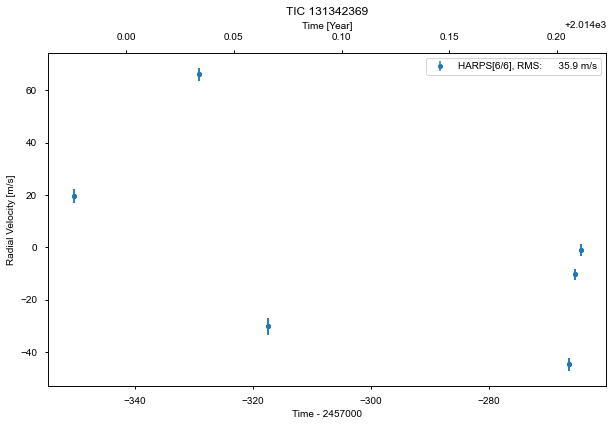 TIC 131342369
Time [Year]
+2.014e3
0.00 0.05 0.10 0.15 0.20
HARPS[6/6], RMS: 35.9 m/s
60
40
20
0
−20
−40
Radial Velocity [m/s]
−340 −320 −300 −280
Time - 2457000